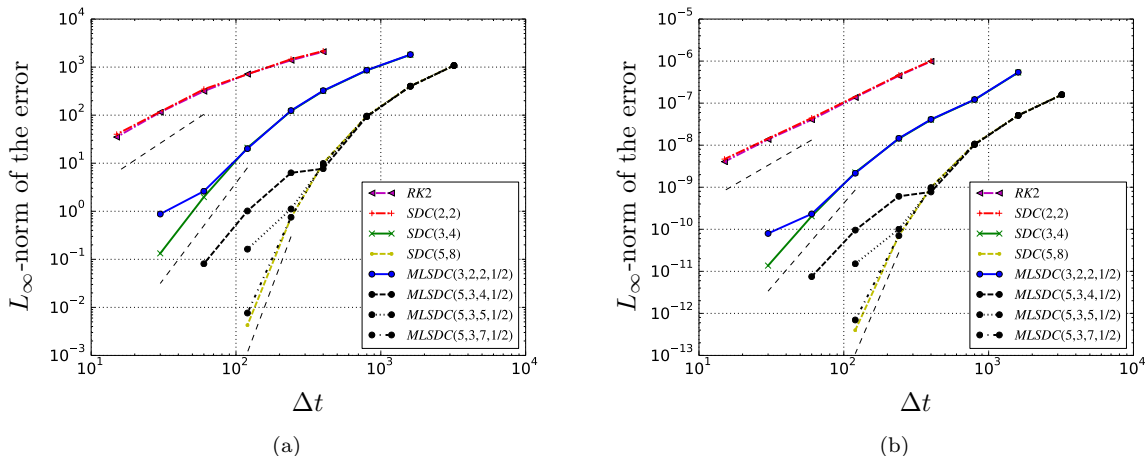 10^4
10^3
10^2
10^1
10^0
10^-1
10^-2
10^-3
L∞-norm of the error
RK2
SDC(2,2)
SDC(3,4)
SDC(5,8)
MLSDC(3,2,2,1/2)
MLSDC(5,3,4,1/2)
MLSDC(5,3,5,1/2)
MLSDC(5,3,7,1/2)
10^1
10^2
10^3
10^4
Δt
(a)
10^-5
10^-6
10^-7
10^-8
10^-9
10^-10
10^-11
10^-12
10^-13
L∞-norm of the error
RK2
SDC(2,2)
SDC(3,4)
SDC(5,8)
MLSDC(3,2,2,1/2)
MLSDC(5,3,4,1/2)
MLSDC(5,3,5,1/2)
MLSDC(5,3,7,1/2)
10^1
10^2
10^3
10^4
Δt
(b)